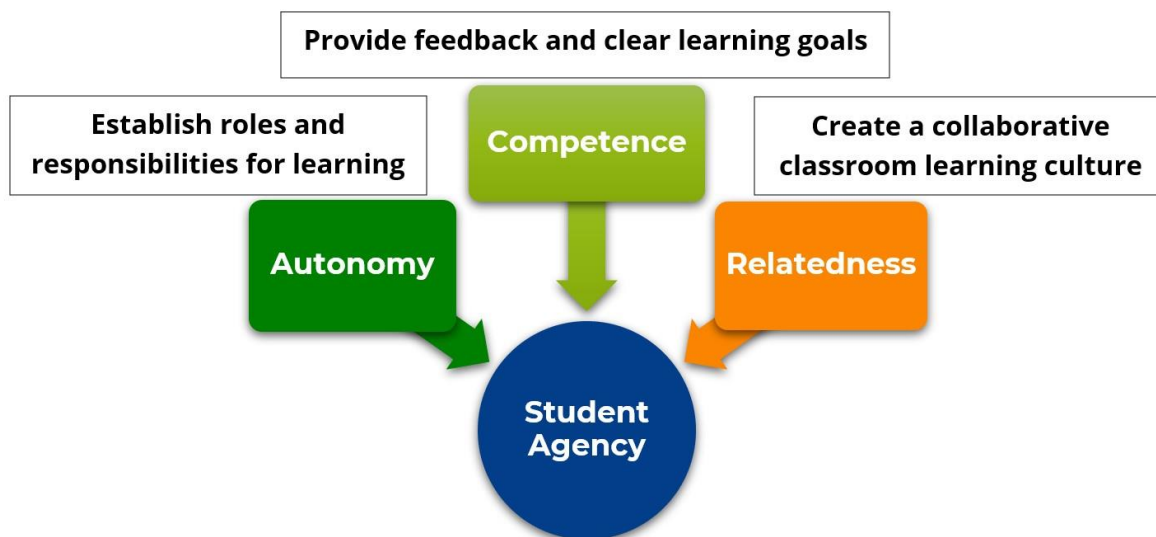 Provide feedback and clear learning goals
Establish roles and
responsibilities for learning
Competence
Create a collaborative
classroom learning culture
Autonomy
Relatedness
Student
Agency